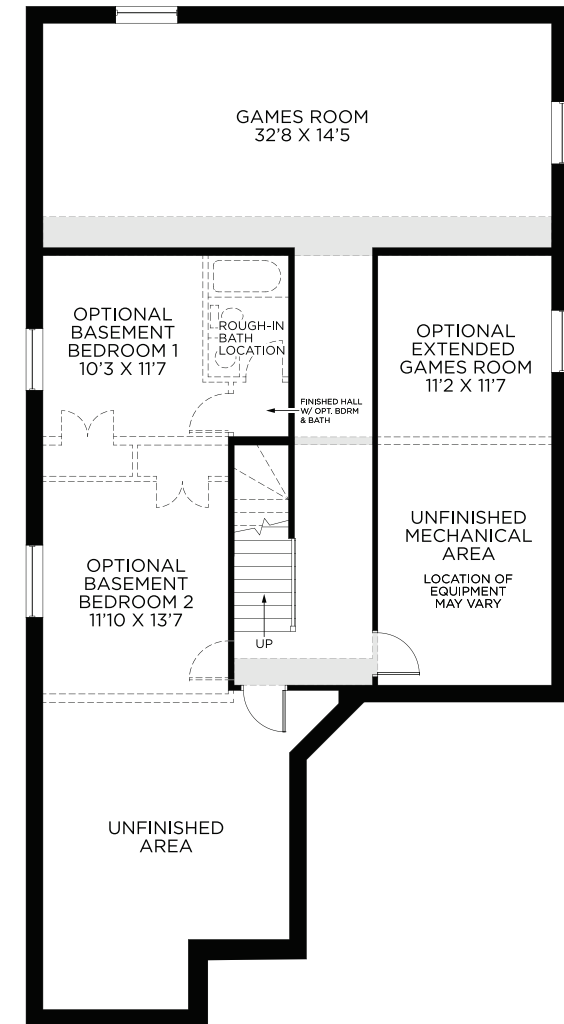 GAMES ROOM
32'8 X 14'5
OPTIONAL
BASEMENT
BEDROOM 1
10'3 X 11'7
ROUGH-IN
BATH
LOCATION
OPTIONAL
EXTENDED
GAMES ROOM
11'2 X 11'7
FINISHED HALL
W/ OPT. BDRM
& BATH
UNFINISHED
MECHANICAL
AREA
LOCATION OF
EQUIPMENT
MAY VARY
OPTIONAL
BASEMENT
BEDROOM 2
11'10 X 13'7
UP
UNFINISHED
AREA